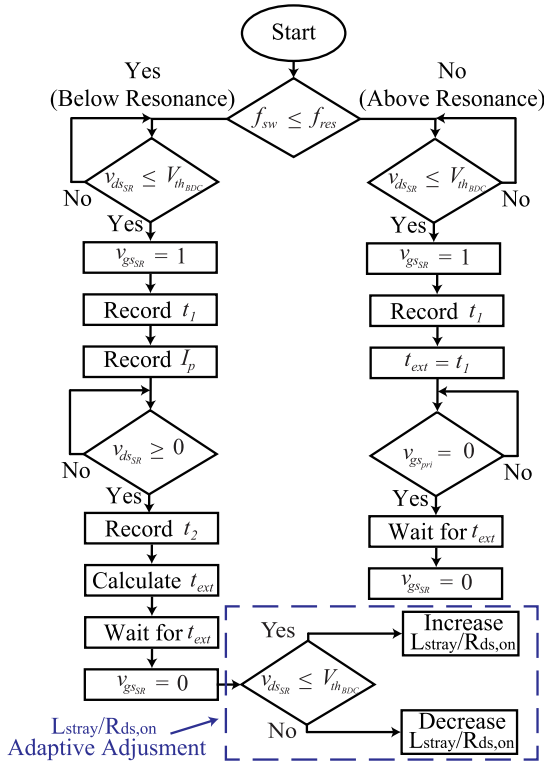 Start
Yes
(Below Resonance)
No
(Above Resonance)
f_sw ≤ f_res
v_ds_SR ≤ V_th_BDC
No
Yes
v_gs_SR = 1
Record t_1
Record I_p
v_ds_SR ≥ 0
No
Yes
Record t_2
Calculate t_ext
Wait for t_ext
v_gs_SR = 0
v_ds_SR ≤ V_th_BDC
No
Yes
v_gs_SR = 1
Record t_1
t_ext = t_1
v_gs_pri = 0
No
Yes
Wait for t_ext
v_gs_SR = 0
v_ds_SR ≤ V_th_BDC
Yes
Increase
Lstray/Rds,on
No
Decrease
Lstray/Rds,on
Lstray/Rds,on
Adaptive Adjusment